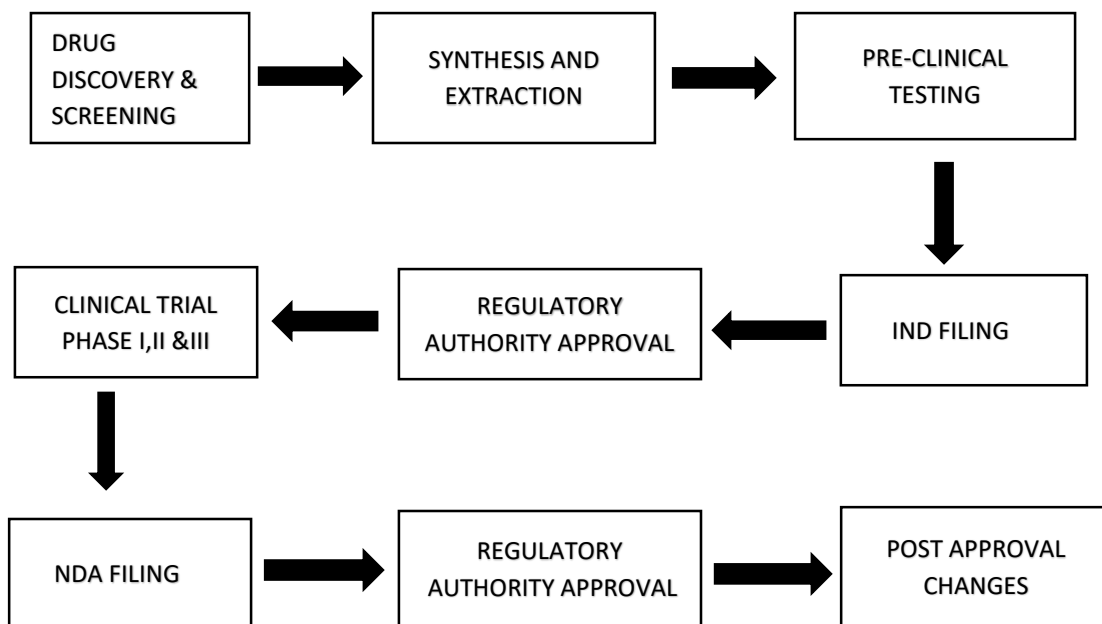 DRUG
DISCOVERY &
SCREENING
SYNTHESIS AND
EXTRACTION
PRE-CLINICAL
TESTING
IND FILING
REGULATORY
AUTHORITY APPROVAL
CLINICAL TRIAL
PHASE I,II &III
NDA FILING
REGULATORY
AUTHORITY APPROVAL
POST APPROVAL
CHANGES